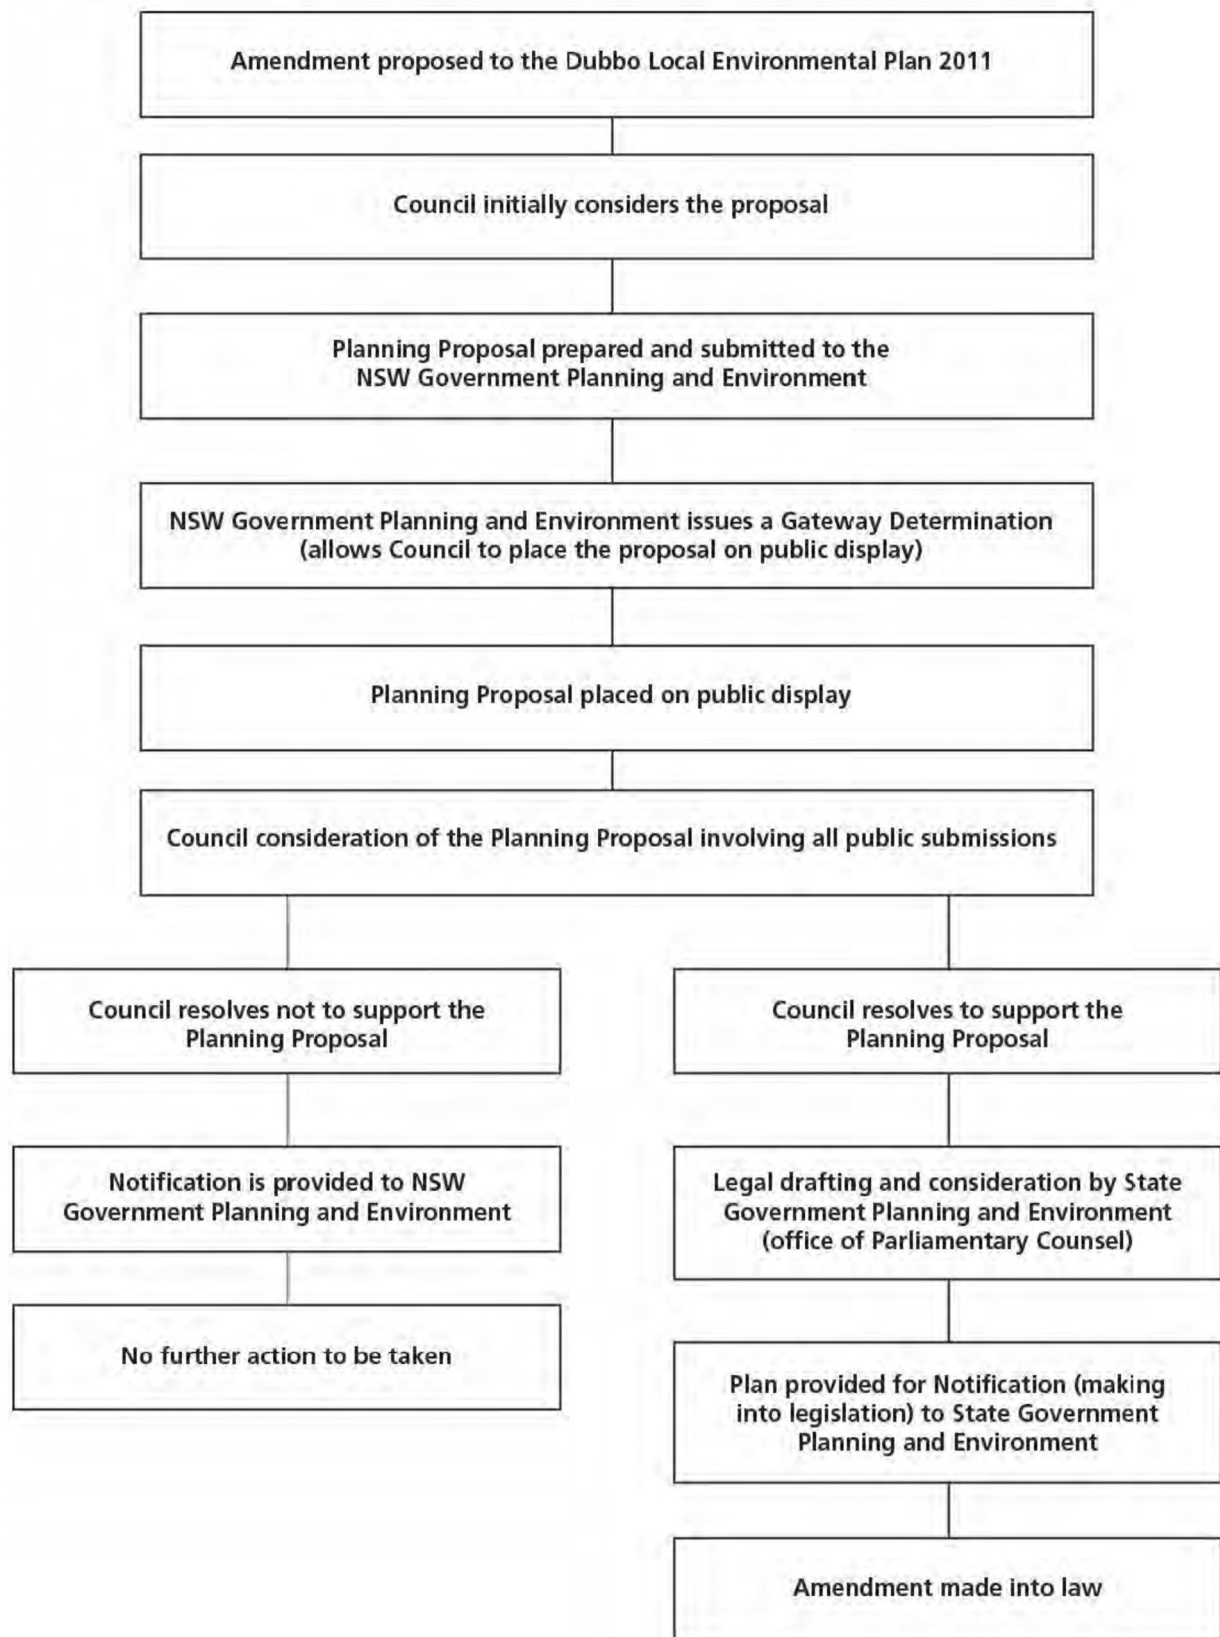 Amendment proposed to the Dubbo Local Environmental Plan 2011
Council initially considers the proposal
Planning Proposal prepared and submitted to the
NSW Government Planning and Environment
NSW Government Planning and Environment issues a Gateway Determination
(allows Council to place the proposal on public display)
Planning Proposal placed on public display
Council consideration of the Planning Proposal involving all public submissions
Council resolves not to support the
Planning Proposal
Notification is provided to NSW
Government Planning and Environment
No further action to be taken
Council resolves to support the
Planning Proposal
Legal drafting and consideration by State
Government Planning and Environment
(office of Parliamentary Counsel)
Plan provided for Notification (making
into legislation) to State Government
Planning and Environment
Amendment made into law